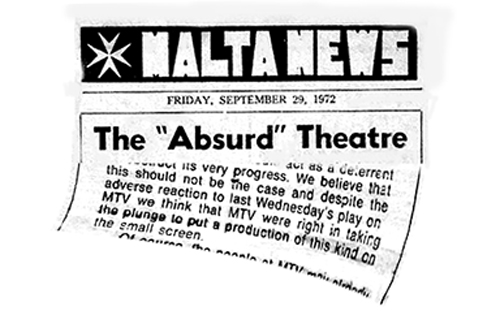 MALTA NEWS
FRIDAY, SEPTEMBER 29, 1972
The "Absurd" Theatre
its very progress. act as a deterrent
this should not be the case and despite the
adverse reaction to last Wednesday's play on
MTV we think that MTV were right in taking
the plunge to put a production of this kind on
the small screen.
Of course, the people at MTV may already